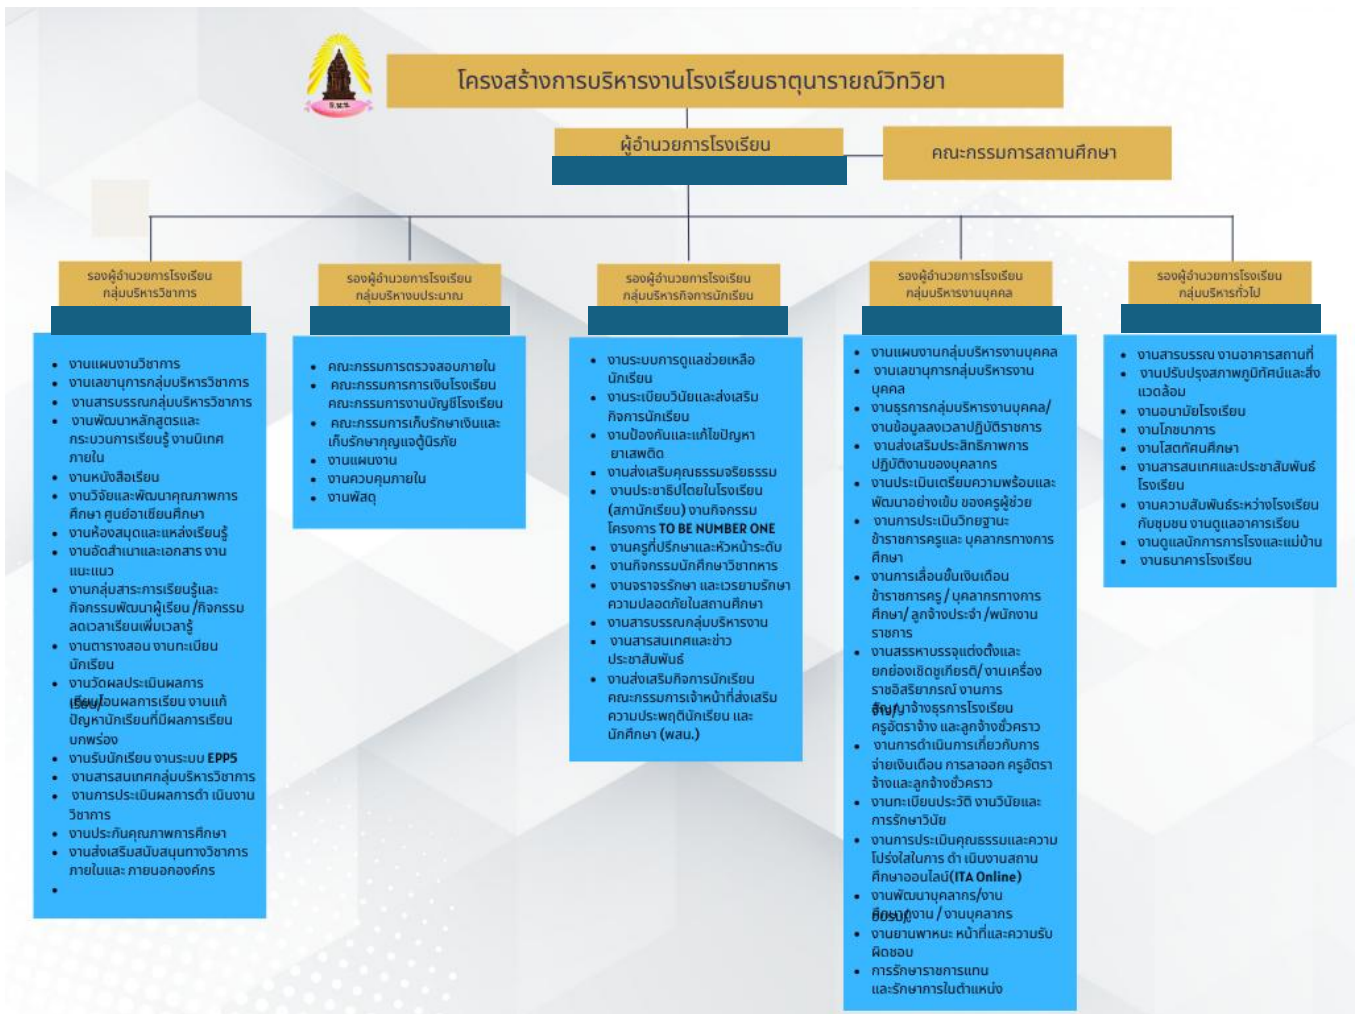 โครงสร้างการบริหารงานโรงเรียนธาตุนารายณ์วิทวิยา
ธ.น.ว.
ผู้อำนวยการโรงเรียน
คณะกรรมการสถานศึกษา
รองผู้อำนวยการโรงเรียน
กลุ่มบริหารวิชาการ
• งานแผนงานวิชาการ
• งานเลขานุการกลุ่มบริหารวิชาการ
• งานสารบรรณกลุ่มบริหารวิชาการ
• งานพัฒนาหลักสูตรและ
กระบวนการเรียนรู้ งานนิเทศ
ภายใน
• งานหนังสือเรียน
• งานวิจัยและพัฒนาคุณภาพการ
ศึกษา ศูนย์อาเซียนศึกษา
• งานห้องสมุดและแหล่งเรียนรู้
• งานอัดสำเนาและเอกสาร งาน
แนะแนว
• งานกลุ่มสาระการเรียนรู้และ
กิจกรรมพัฒนาผู้เรียน /กิจกรรม
ลดเวลาเรียนเพิ่มเวลารู้
• งานตารางสอน งานทะเบียน
นักเรียน
• งานวัดผลประเมินผลการ
เรียน/
เทียบโอนผลการเรียน งานแก้
ปัญหานักเรียนที่มีผลการเรียน
บกพร่อง
• งานรับนักเรียน งานระบบ EPP5
• งานสารสนเทศกลุ่มบริหารวิชาการ
• งานการประเมินผลการดำ เนินงาน
วิชาการ
• งานประกันคุณภาพการศึกษา
• งานส่งเสริมสนับสนุนทางวิชาการ
ภายในและ ภายนอกองค์กร
•
รองผู้อำนวยการโรงเรียน
กลุ่มบริหางบประมาณ
• คณะกรรมการตรวจสอบภายใน
• คณะกรรมการการเงินโรงเรียน
คณะกรรมการงานบัญชีโรงเรียน
• คณะกรรมการเก็บรักษาเงินและ
เก็บรักษากุญแจตู้นิรภัย
• งานแผนงาน
• งานควบคุมภายใน
• งานพัสดุ
รองผู้อำนวยการโรงเรียน
กลุ่มบริหารกิจการนักเรียน
• งานระบบการดูแลช่วยเหลือ
นักเรียน
• งานระเบียบวินัยและส่งเสริม
กิจการนักเรียน
• งานป้องกันและแก้ไขปัญหา
ยาเสพติด
• งานส่งเสริมคุณธรรมจริยธรรม
• งานประชาธิปไตยในโรงเรียน
(สภานักเรียน) งานกิจกรรม
โครงการ TO BE NUMBER ONE
• งานครูที่ปรึกษาและหัวหน้าระดับ
• งานกิจกรรมนักศึกษาวิชาทหาร
• งานจราจรรักษา และเวรยามรักษา
ความปลอดภัยในสถานศึกษา
• งานสารบรรณกลุ่มบริหารงาน
• งานสารสนเทศและข่าว
ประชาสัมพันธ์
• งานส่งเสริมกิจการนักเรียน
คณะกรรมการเจ้าหน้าที่ส่งเสริม
ความประพฤตินักเรียน และ
นักศึกษา (พสน.)
รองผู้อำนวยการโรงเรียน
กลุ่มบริหารงานบุคคล
• งานแผนงานกลุ่มบริหารงานบุคคล
• งานเลขานุการกลุ่มบริหารงาน
บุคคล
• งานธุรการกลุ่มบริหารงานบุคคล/
งานข้อมูลลงเวลาปฏิบัติราชการ
• งานส่งเสริมประสิทธิภาพการ
ปฏิบัติงานของบุคลากร
• งานประเมินเตรียมความพร้อมและ
พัฒนาอย่างเข้ม ของครูผู้ช่วย
• งานการประเมินวิทยฐานะ
ข้าราชการครูและ บุคลากรทางการ
ศึกษา
• งานการเลื่อนขั้นเงินเดือน
ข้าราชการครู / บุคลากรทางการ
ศึกษา/ ลูกจ้างประจำ /พนักงาน
ราชการ
• งานสรรหาบรรจุแต่งตั้งและ
ยกย่องเชิดชูเกียรติ/ งานเครื่อง
ราชอิสริยาภรณ์ งานการ
จ้าง/
สัญญาจ้างธุรการโรงเรียน
ครูอัตราจ้าง และลูกจ้างชั่วคราว
• งานการดำเนินการเกี่ยวกับการ
จ่ายเงินเดือน การลาออก ครูอัตรา
จ้างและลูกจ้างชั่วคราว
• งานทะเบียนประวัติ งานวินัยและ
การรักษาวินัย
• งานการประเมินคุณธรรมและความ
โปร่งใสในการ ดำ เนินงานสถาน
ศึกษาออนไลน์(ITA Online)
• งานพัฒนาบุคลากร/งาน
อบรม/
ศึกษาดูงาน / งานบุคลากร
• งานยานพาหนะ หน้าที่และความรับ
ผิดชอบ
• การรักษาราชการแทน
และรักษาการในตำแหน่ง
รองผู้อำนวยการโรงเรียน
กลุ่มบริหารทั่วไป
• งานสารบรรณ งานอาคารสถานที่
• งานปรับปรุงสภาพภูมิทัศน์และสิ่ง
แวดล้อม
• งานอนามัยโรงเรียน
• งานโภชนาการ
• งานโสตทัศนศึกษา
• งานสารสนเทศและประชาสัมพันธ์
โรงเรียน
• งานความสัมพันธ์ระหว่างโรงเรียน
กับชุมชน งานดูแลอาคารเรียน
• งานดูแลนักการการโรงและแม่บ้าน
• งานธนาคารโรงเรียน